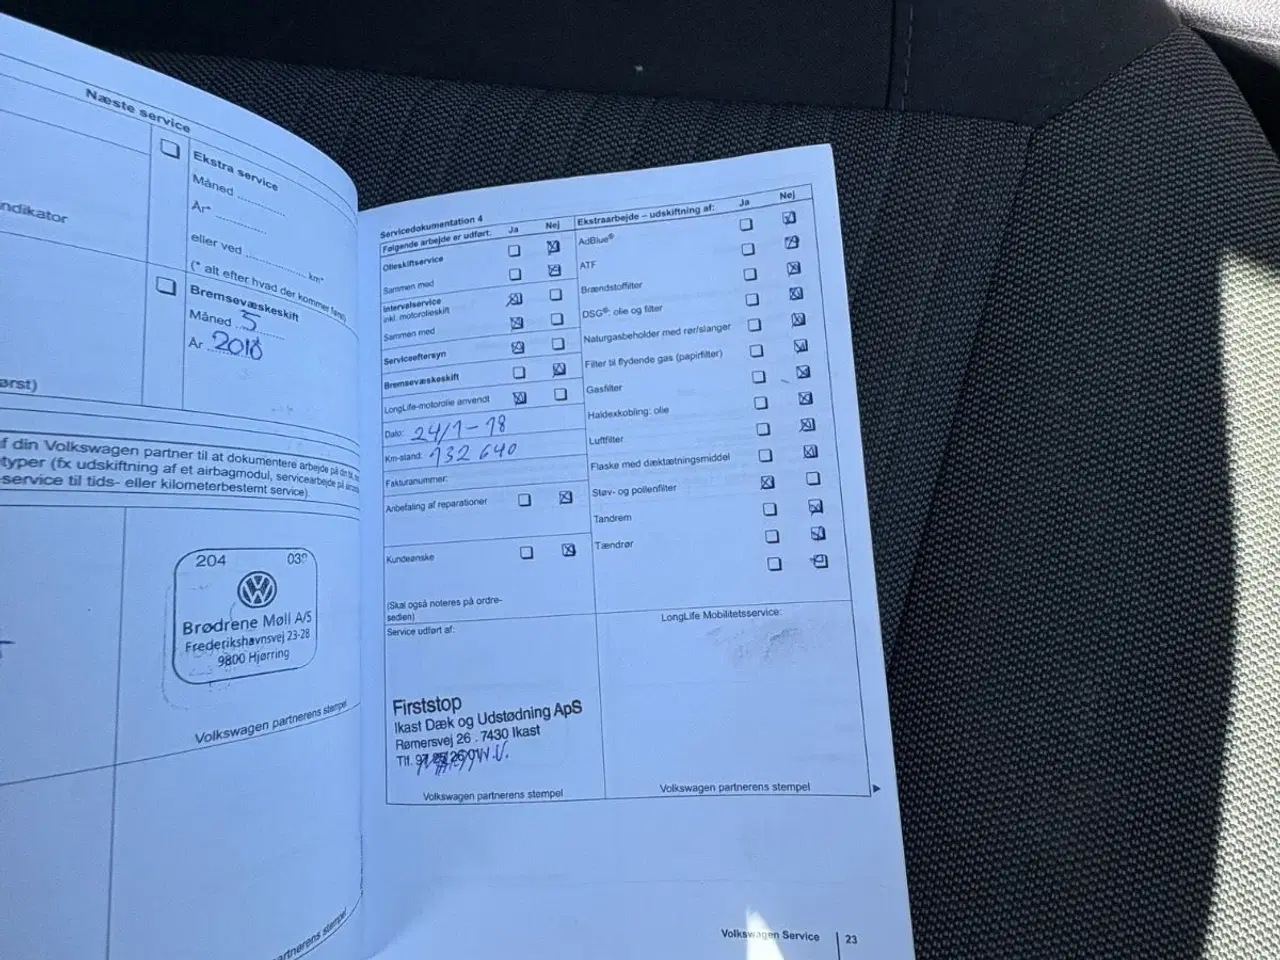 Næste service
Ekstra service
Måned
År*
eller ved km*
(* alt efter hvad der kommer først)
ndikator
Bremsevæskeskift
Måned 5
År 2018
ørst)
f din Volkswagen partner til at dokumentere arbejde på din bil,
typer (fx udskiftning af et airbagmodul, servicearbejde på
-service til tids- eller kilometerbestemt service)
204
VW
Brødrene Møll A/S
Frederikshavnsvej 23-28
9800 Hjørring
Volkswagen partnerens stempel
artnerens stempel
Servicedokumentation 4
Følgende arbejde er udført: Ja Nej
Olieskiftservice
Sammen med
Intervalservice
inkl. motorolieskift
Sammen med
Serviceeftersyn
Bremsevæskeskift
LongLife-motorolie anvendt
Dato: 24/1-18
Km-stand: 132 640
Fakturanummer:
Anbefaling af reparationer
Kundeønske
(Skal også noteres på ordre-
sedlen)
Ekstraarbejde – udskiftning af: Ja Nej
AdBlue®
ATF
Brændstoffilter
DSG®: olie og filter
Naturgasbeholder med rør/slanger
Filter til flydende gas (papirfilter)
Gasfilter
Haldexkobling: olie
Luftfilter
Flaske med dæktætningsmiddel
Støv- og pollenfilter
Tandrem
Tændrør
Service udført af:
Firststop
Ikast Dæk og Udstødning ApS
Rømersvej 26 . 7430 Ikast
Tlf.
Volkswagen partnerens stempel
LongLife Mobilitetsservice:
Volkswagen partnerens stempel
Volkswagen Service 23